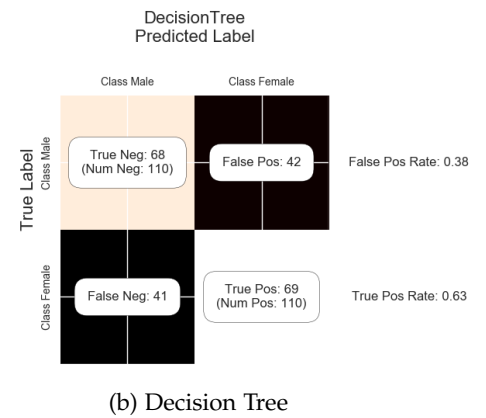 DecisionTree
Predicted Label
Class Male
Class Female
True Label
Class Male
True Neg: 68
(Num Neg: 110)
False Pos: 42
False Pos Rate: 0.38
Class Female
False Neg: 41
True Pos: 69
(Num Pos: 110)
True Pos Rate: 0.63
(b) Decision Tree